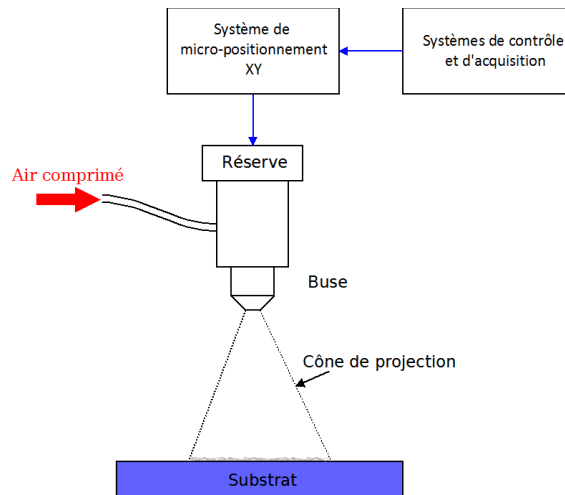 Système de
micro-positionnement
XY
Systèmes de contrôle
et d'acquisition
Réserve
Air comprimé
Buse
Cône de projection
Substrat